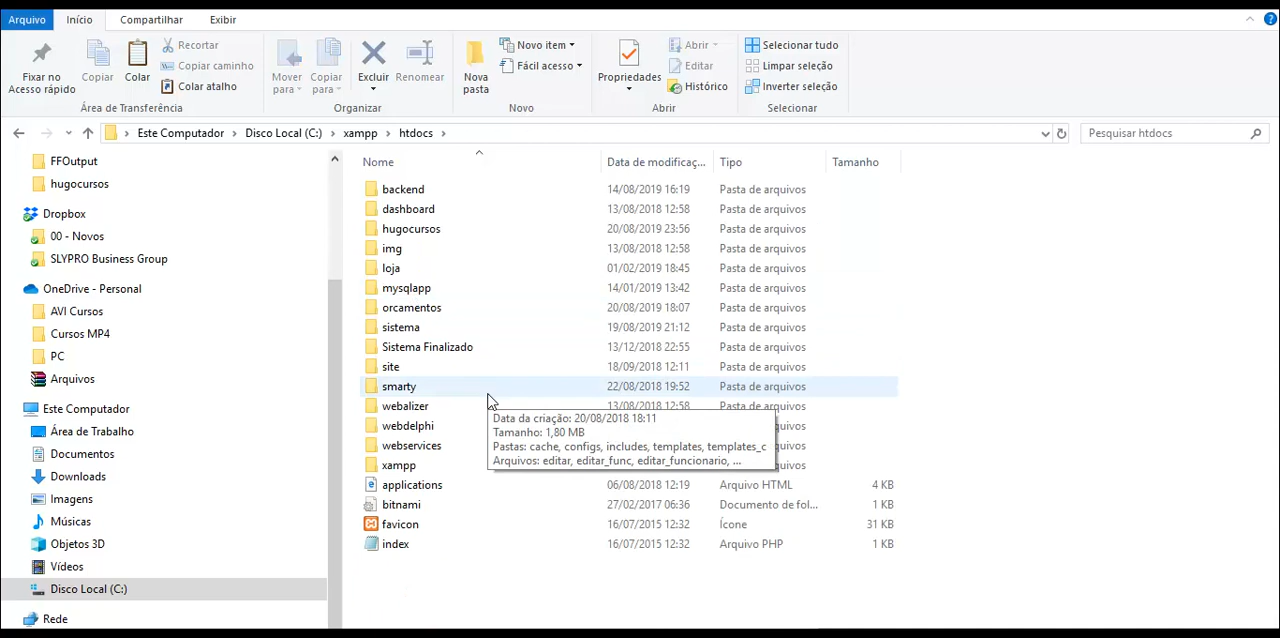 Arquivo Início Compartilhar Exibir
Fixar no Acesso rápido
Copiar
Colar
Recortar
Copiar caminho
Colar atalho
Área de Transferência
Mover para
Copiar para
Excluir
Renomear
Organizar
Nova pasta
Novo item
Fácil acesso
Novo
Propriedades
Abrir
Editar
Histórico
Abrir
Selecionar tudo
Limpar seleção
Inverter seleção
Selecionar
Este Computador Disco Local (C:) xampp htdocs
Pesquisar htdocs
FFOutput
hugocursos
Dropbox
00 - Novos
SLYPRO Business Group
OneDrive - Personal
AVI Cursos
Cursos MP4
PC
Arquivos
Este Computador
Área de Trabalho
Documentos
Downloads
Imagens
Músicas
Objetos 3D
Vídeos
Disco Local (C:)
Rede
Nome Data de modificaç... Tipo Tamanho
backend 14/08/2019 16:19 Pasta de arquivos
dashboard 13/08/2018 12:58 Pasta de arquivos
hugocursos 20/08/2019 23:56 Pasta de arquivos
img 13/08/2018 12:58 Pasta de arquivos
loja 01/02/2019 18:45 Pasta de arquivos
mysqlapp 14/01/2019 13:42 Pasta de arquivos
orcamentos 20/08/2019 18:07 Pasta de arquivos
sistema 19/08/2019 21:12 Pasta de arquivos
Sistema Finalizado 13/12/2018 22:55 Pasta de arquivos
site 18/09/2018 12:11 Pasta de arquivos
smarty 22/08/2018 19:52 Pasta de arquivos
webalizer 13/08/2018 12:58 Pasta de arquivos
webdelphi
webservices
xampp
Data da criação: 20/08/2018 18:11
Tamanho: 1,80 MB
Pastas: cache, configs, includes, templates, templates_c
Arquivos: editar, editar_func, editar_funcionario, ...
applications 06/08/2018 12:19 Arquivo HTML 4 KB
bitnami 27/02/2017 06:36 Documento de fol... 1 KB
favicon 16/07/2015 12:32 Ícone 31 KB
index 16/07/2015 12:32 Arquivo PHP 1 KB